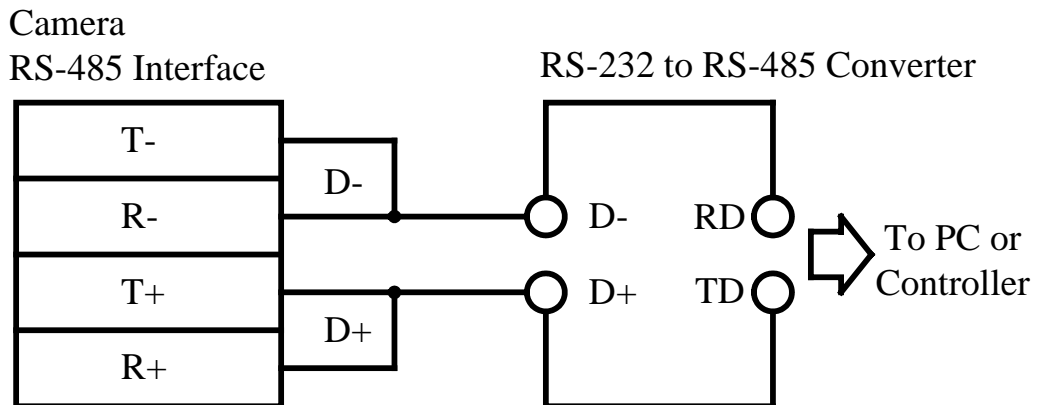 Camera
RS-485 Interface
RS-232 to RS-485 Converter
T-
D-
R-
D-
RD
To PC or
Controller
T+
D+
TD
D+
R+